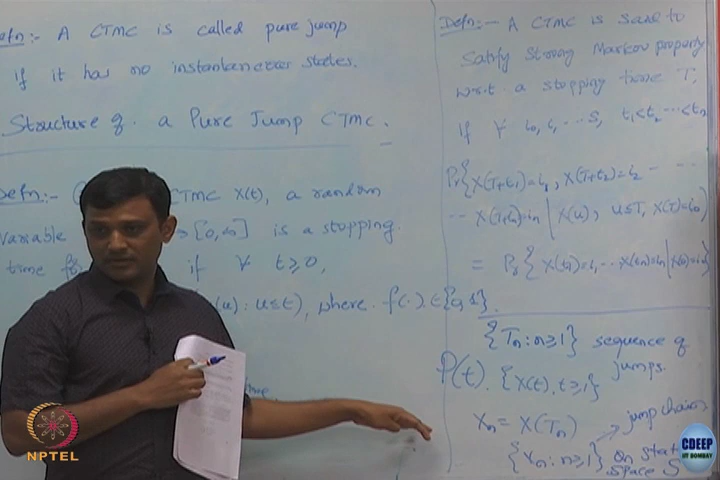 Defn:- A CTMC is called pure jump
if it has no instantaneous states.
Structure of a Pure Jump CTMC.
Defn:- CTMC X(t), a random
variable →[0,∞] is a stopping
time if ∀ t≥0,
(u): u≤t), where f(.)∈{0,1}.
Defn:- A CTMC is said to
satisfy strong Markov property
w.r.t a stopping time T,
if ∀ i₀, i₁ ... S, t₁<t₂ ...<tₙ
Pr{X(T+t₁)=i₁, X(T+t₂)=i₂ - - ...
... X(T+tₙ)=in | X(u), u≤T, X(T)=i₀)
= Pr{X(t₁)=i₁ ... X(tn)=in|X(0)=i₀}
{Tn: n≥1} sequence of
jumps.
P(t). {X(t), t≥1}
Xn = X(Tn)
jump chain
{Xn: n≥1} on state
space S
NPTEL
CDEEP
IIT BOMBAY